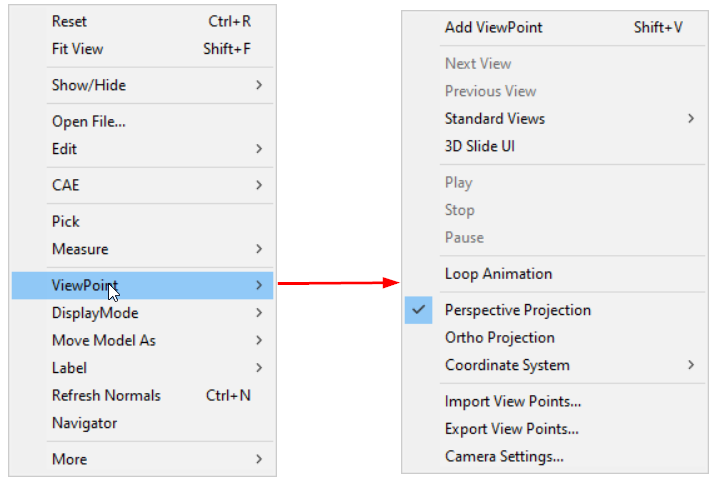 Reset Ctrl+R
Fit View Shift+F
Show/Hide
Open File...
Edit
CAE
Pick
Measure
ViewPoint
DisplayMode
Move Model As
Label
Refresh Normals Ctrl+N
Navigator
More
Add ViewPoint Shift+V
Next View
Previous View
Standard Views
3D Slide UI
Play
Stop
Pause
Loop Animation
Perspective Projection
Ortho Projection
Coordinate System
Import View Points...
Export View Points...
Camera Settings...